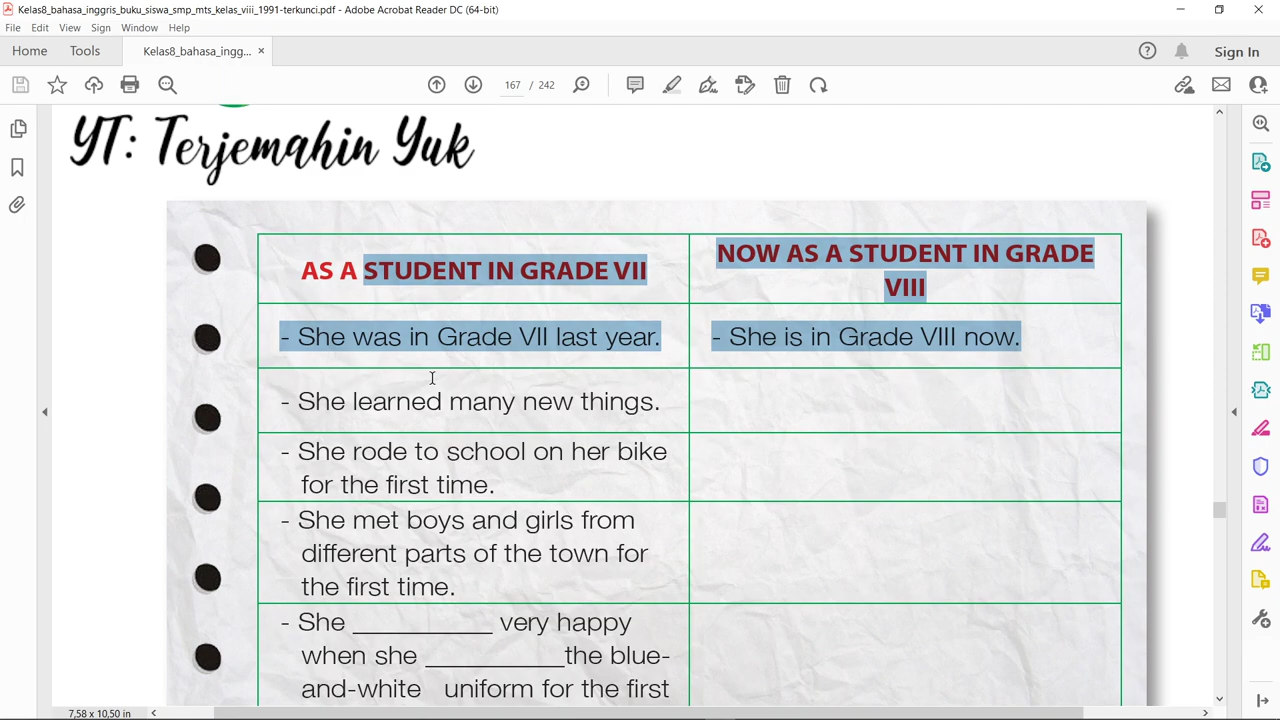 Kelas8_bahasa_inggris_buku_siswa_smp_mts_kelas_viii_1991-terkunci.pdf - Adobe Acrobat Reader DC (64-bit)
File Edit View Sign Window Help
Home Tools Kelas8_bahasa_ingg... × Sign In
167 / 242
YT: Terjemahin Yuk
AS A STUDENT IN GRADE VII
NOW AS A STUDENT IN GRADE
VIII
- She was in Grade VII last year.
- She is in Grade VIII now.
- She learned many new things.
- She rode to school on her bike
for the first time.
- She met boys and girls from
different parts of the town for
the first time.
- She __________ very happy
when she __________the blue-
and-white uniform for the first
7,58 x 10,50 in